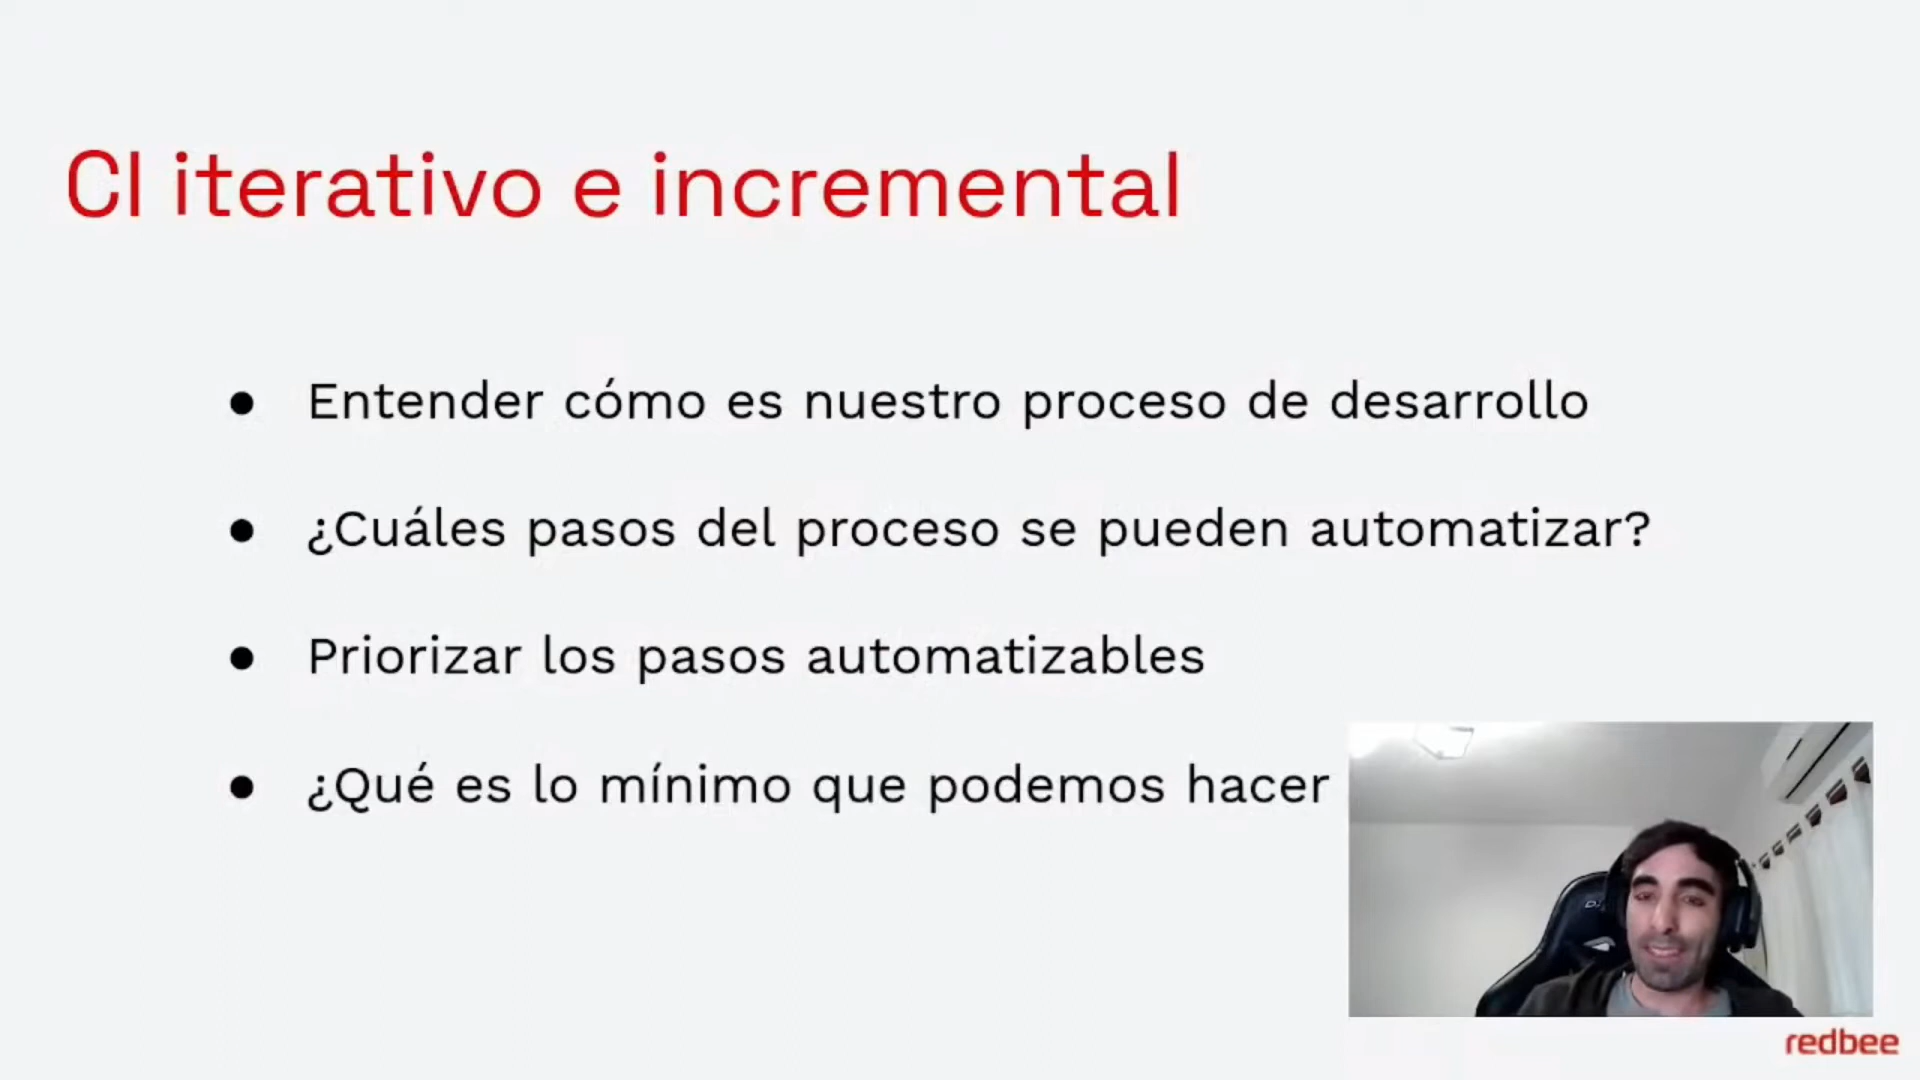 CI iterativo e incremental
● Entender cómo es nuestro proceso de desarrollo
● ¿Cuáles pasos del proceso se pueden automatizar?
● Priorizar los pasos automatizables
● ¿Qué es lo mínimo que podemos hacer
redbee